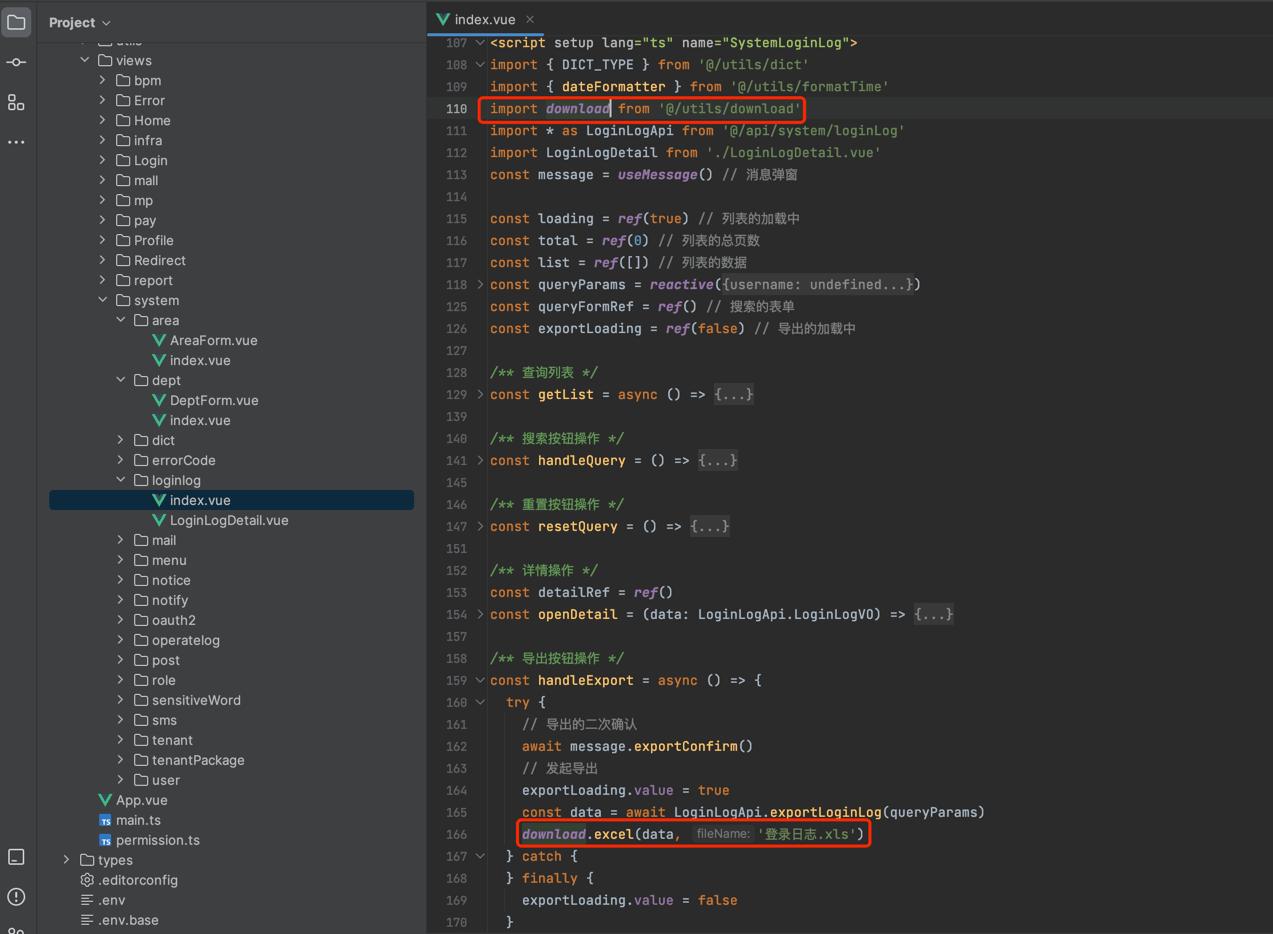 Project
utils
views
bpm
Error
Home
infra
Login
mall
mp
pay
Profile
Redirect
report
system
area
AreaForm.vue
index.vue
dept
DeptForm.vue
index.vue
dict
errorCode
loginlog
index.vue
LoginLogDetail.vue
mail
menu
notice
notify
oauth2
operatelog
post
role
sensitiveWord
sms
tenant
tenantPackage
user
App.vue
TS main.ts
TS permission.ts
types
.editorconfig
.env
.env.base
index.vue
107 <script setup lang="ts" name="SystemLoginLog">
108 import { DICT_TYPE } from '@/utils/dict'
109 import { dateFormatter } from '@/utils/formatTime'
110 import download from '@/utils/download'
111 import * as LoginLogApi from '@/api/system/loginLog'
112 import LoginLogDetail from './LoginLogDetail.vue'
113 const message = useMessage() // 消息弹窗
114
115 const loading = ref(true) // 列表的加载中
116 const total = ref(0) // 列表的总页数
117 const list = ref([]) // 列表的数据
118 const queryParams = reactive({username: undefined...})
125 const queryFormRef = ref() // 搜索的表单
126 const exportLoading = ref(false) // 导出的加载中
127
128 /** 查询列表 */
129 const getList = async () => {...}
139
140 /** 搜索按钮操作 */
141 const handleQuery = () => {...}
145
146 /** 重置按钮操作 */
147 const resetQuery = () => {...}
151
152 /** 详情操作 */
153 const detailRef = ref()
154 const openDetail = (data: LoginLogApi.LoginLogVO) => {...}
157
158 /** 导出按钮操作 */
159 const handleExport = async () => {
160 try {
161 // 导出的二次确认
162 await message.exportConfirm()
163 // 发起导出
164 exportLoading.value = true
165 const data = await LoginLogApi.exportLoginLog(queryParams)
166 download.excel(data, fileName: '登录日志.xls')
167 } catch {
168 } finally {
169 exportLoading.value = false
170 }